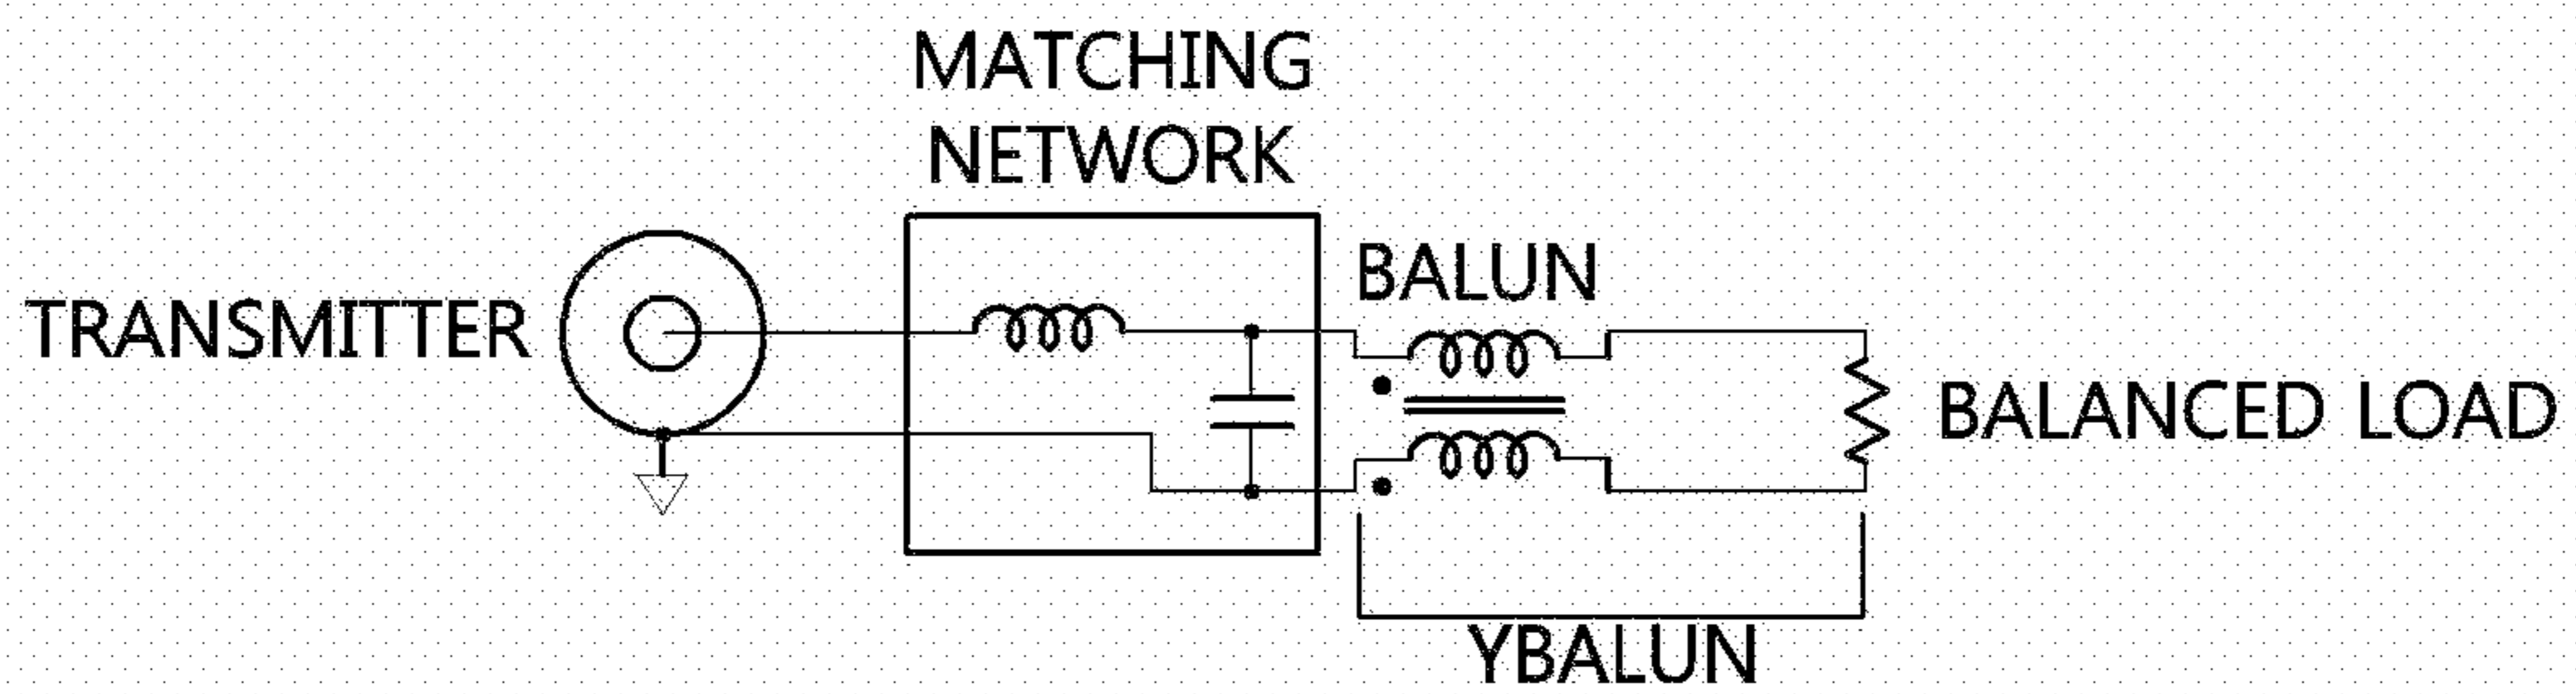 MATCHING
NETWORK
BALUN
TRANSMITTER
BALANCED LOAD
YBALUN